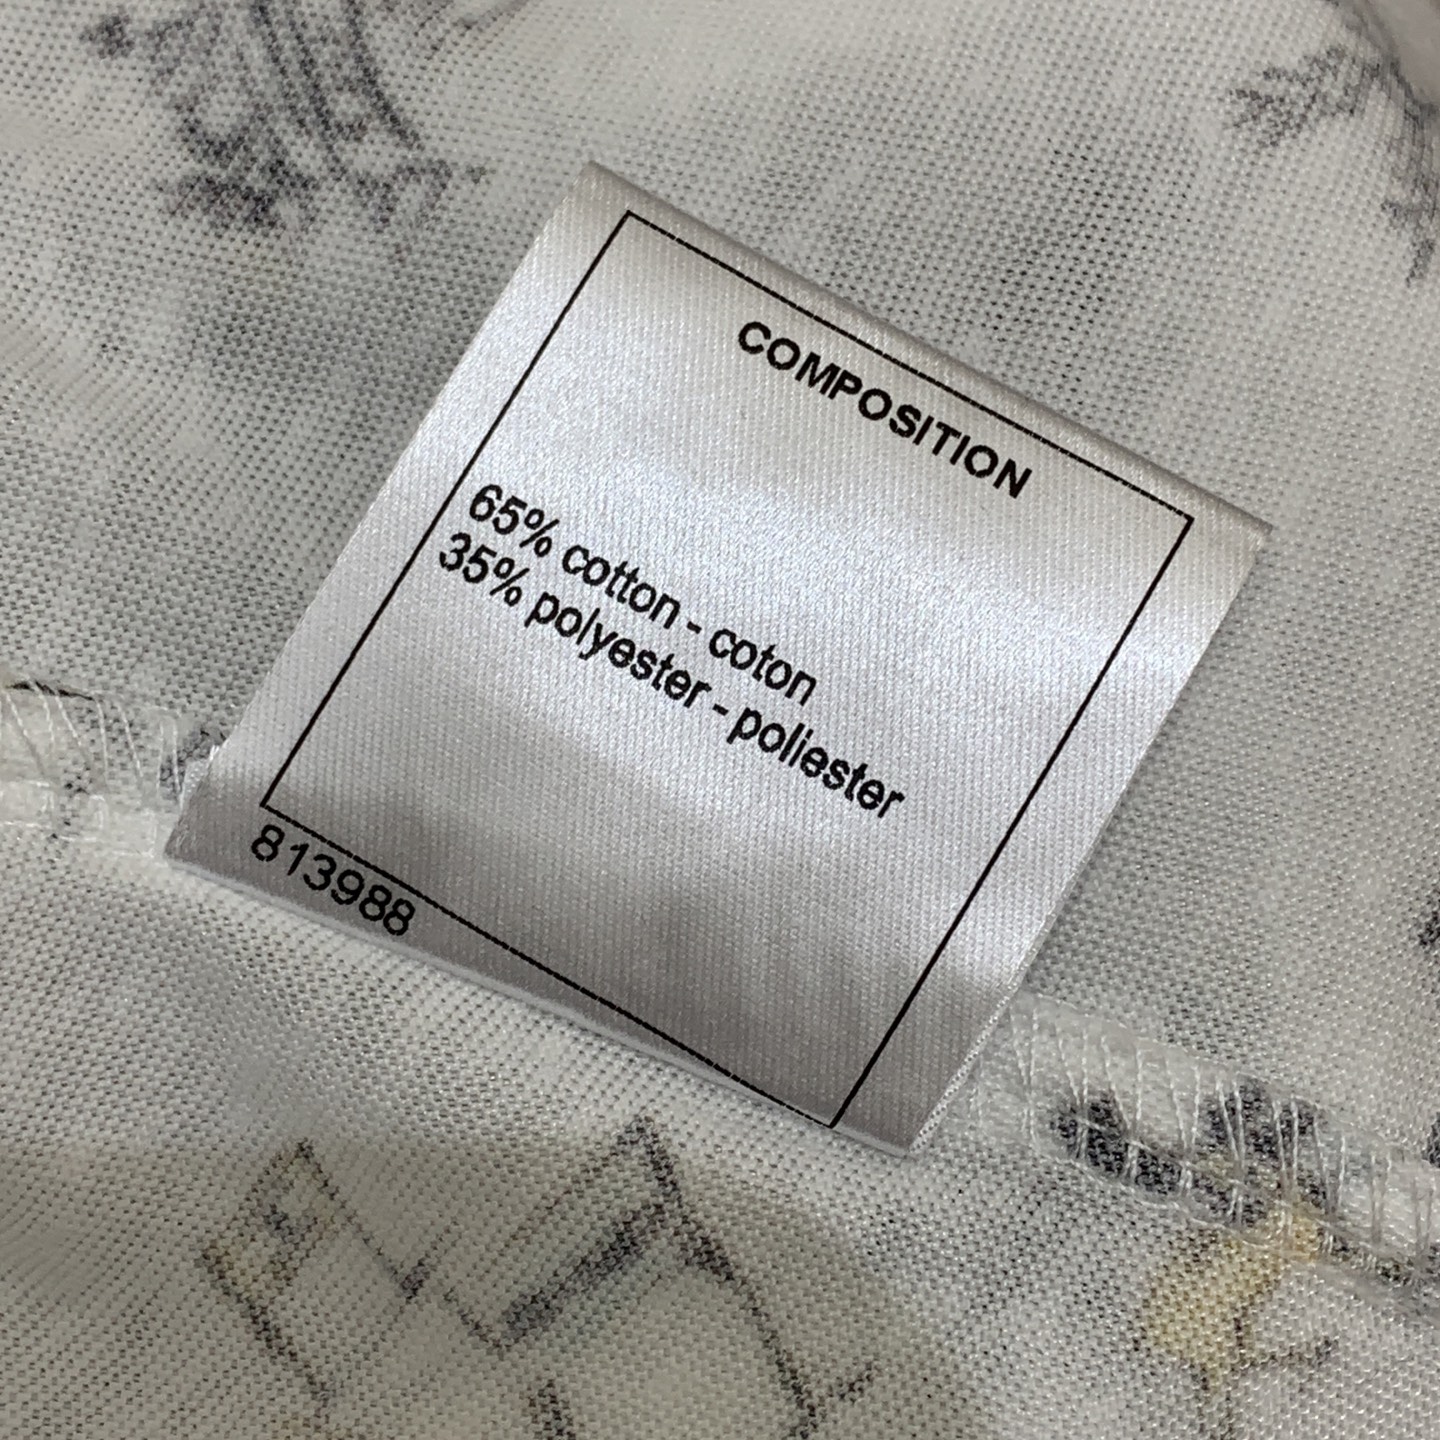 COMPOSITION
65% cotton - coton
35% polyester - poliester
813988